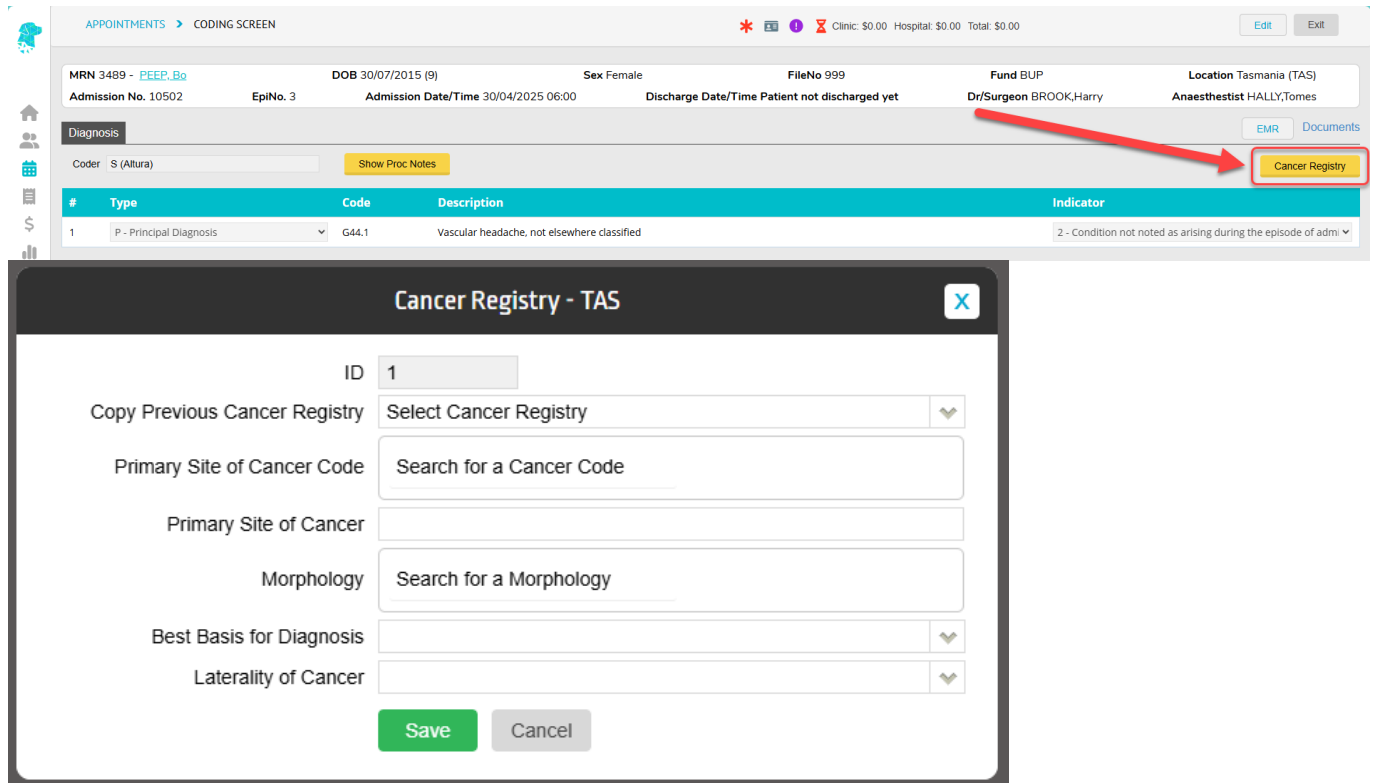 APPOINTMENTS > CODING SCREEN
Clinic: $0.00 Hospital: $0.00 Total: $0.00
Edit Exit
MRN 3489 - PEEP, Bo DOB 30/07/2015 (9) Sex Female FileNo 999 Fund BUP Location Tasmania (TAS)
Admission No. 10502 EpiNo. 3 Admission Date/Time 30/04/2025 06:00 Discharge Date/Time Patient not discharged yet Dr/Surgeon BROOK,Harry Anaesthestist HALLY,Tomes
Diagnosis EMR Documents
Coder S (Altura) Show Proc Notes Cancer Registry
# Type Code Description Indicator
1 P - Principal Diagnosis G44.1 Vascular headache, not elsewhere classified 2 - Condition not noted as arising during the episode of admi
Cancer Registry - TAS X
ID 1
Copy Previous Cancer Registry Select Cancer Registry
Primary Site of Cancer Code Search for a Cancer Code
Primary Site of Cancer
Morphology Search for a Morphology
Best Basis for Diagnosis
Laterality of Cancer
Save Cancel